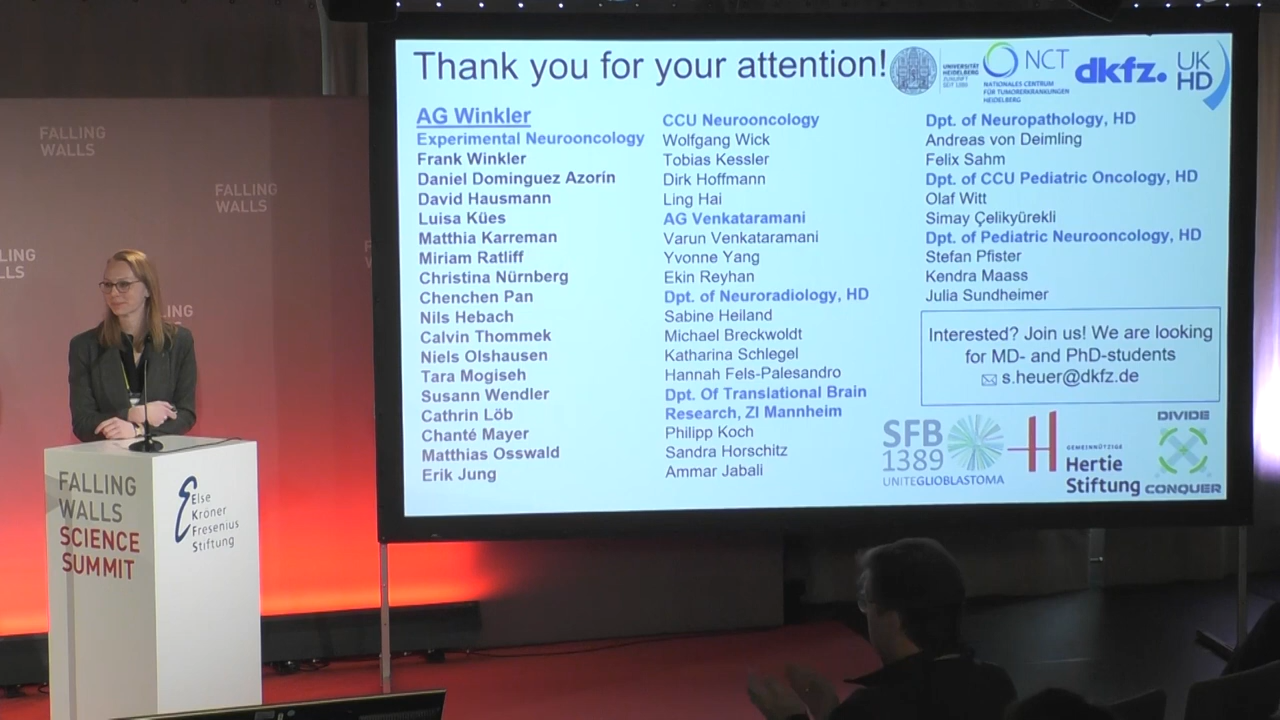 FALLING
WALLS
FALLING
WALLS
LING
LLS
ING
Thank you for your attention!
UNIVERSITÄT
HEIDELBERG
ZUKUNFT
SEIT 1386
NCT
NATIONALES CENTRUM
FÜR TUMORERKRANKUNGEN
HEIDELBERG
dkfz.
UK
HD
AG Winkler
Experimental Neurooncology
Frank Winkler
Daniel Dominguez Azorín
David Hausmann
Luisa Kües
Matthia Karreman
Miriam Ratliff
Christina Nürnberg
Chenchen Pan
Nils Hebach
Calvin Thommek
Niels Olshausen
Tara Mogiseh
Susann Wendler
Cathrin Löb
Chanté Mayer
Matthias Osswald
Erik Jung
CCU Neurooncology
Wolfgang Wick
Tobias Kessler
Dirk Hoffmann
Ling Hai
AG Venkataramani
Varun Venkataramani
Yvonne Yang
Ekin Reyhan
Dpt. of Neuroradiology, HD
Sabine Heiland
Michael Breckwoldt
Katharina Schlegel
Hannah Fels-Palesandro
Dpt. Of Translational Brain
Research, ZI Mannheim
Philipp Koch
Sandra Horschitz
Ammar Jabali
Dpt. of Neuropathology, HD
Andreas von Deimling
Felix Sahm
Dpt. of CCU Pediatric Oncology, HD
Olaf Witt
Simay Çelikyürekli
Dpt. of Pediatric Neurooncology, HD
Stefan Pfister
Kendra Maass
Julia Sundheimer
Interested? Join us! We are looking
for MD- and PhD-students
s.heuer@dkfz.de
SFB
1389
UNITEGLIOBLASTOMA
GEMEINNÜTZIGE
Hertie
Stiftung
DIVIDE
CONQUER
FALLING
WALLS
SCIENCE
SUMMIT
Else
Kröner
Fresenius
Stiftung